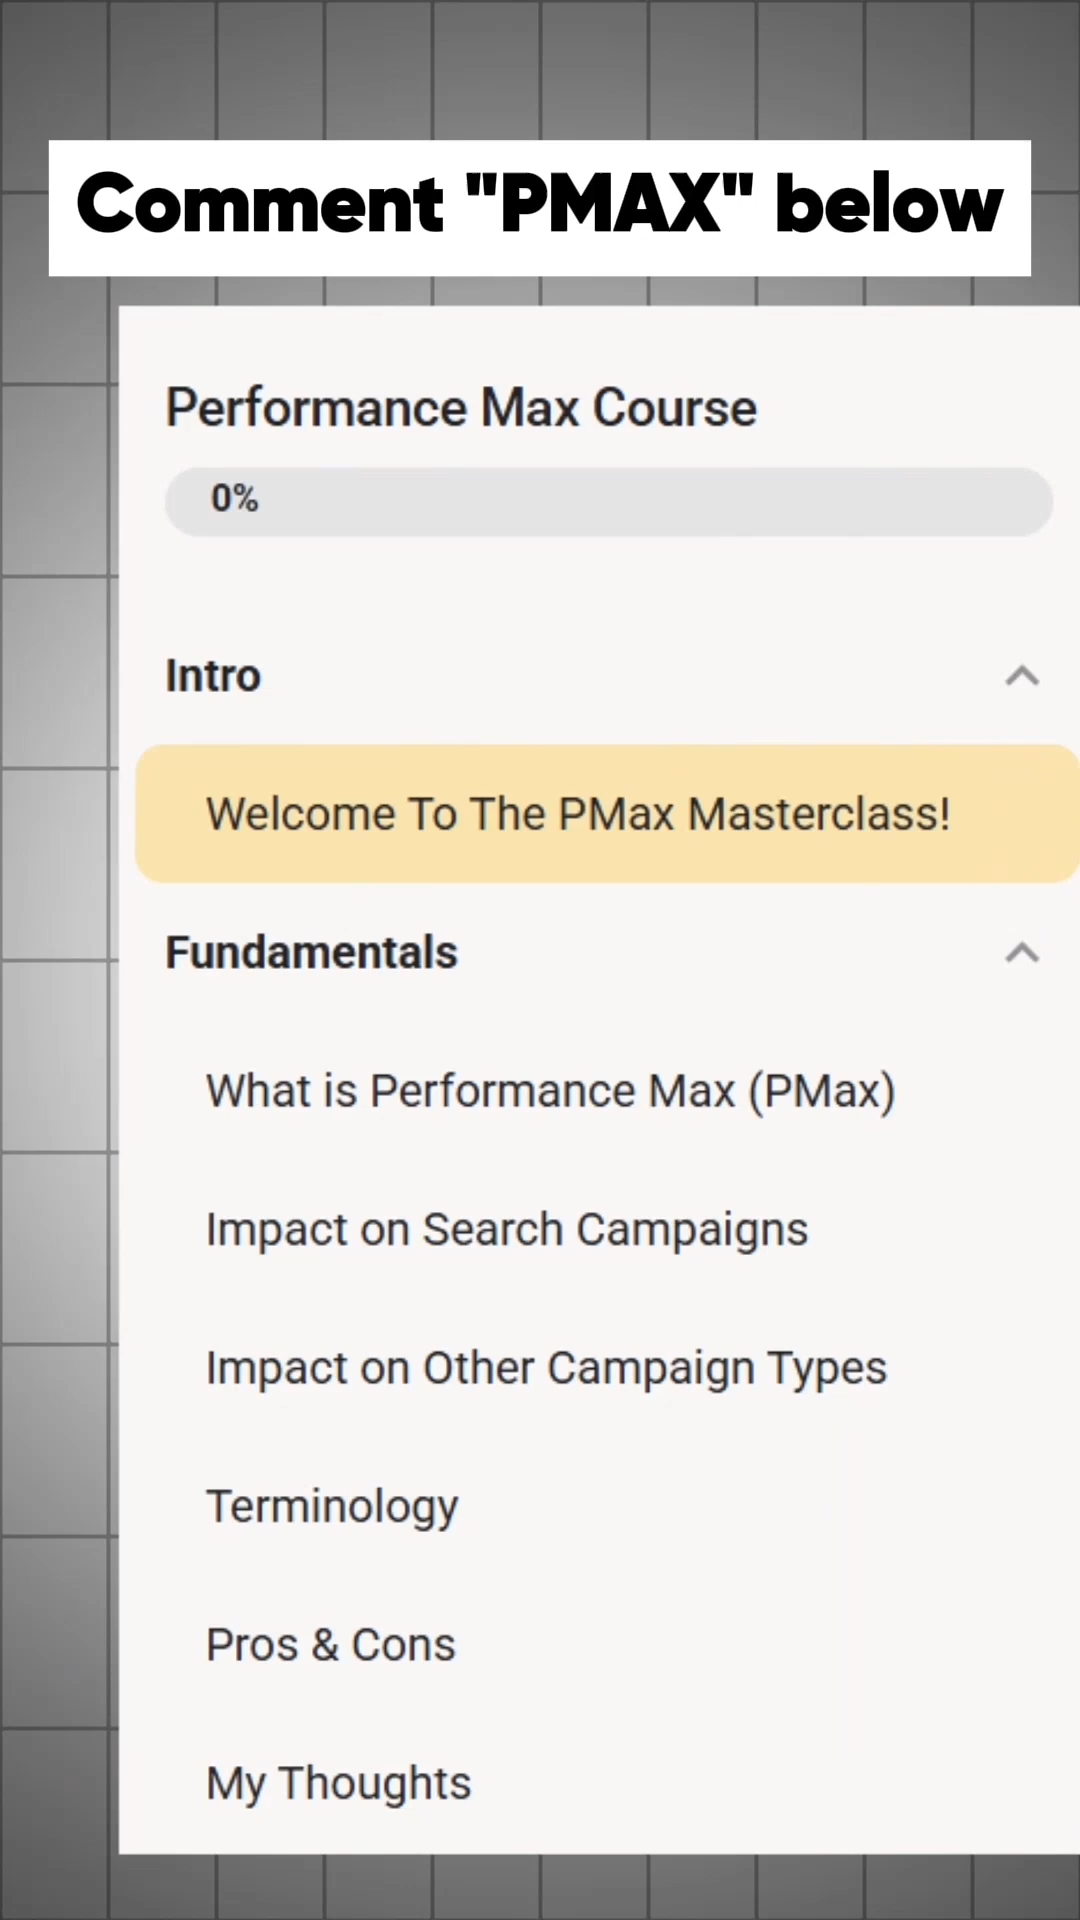 Comment "PMAX" below
Performance Max Course
0%
Intro
Welcome To The PMax Masterclass!
Fundamentals
What is Performance Max (PMax)
Impact on Search Campaigns
Impact on Other Campaign Types
Terminology
Pros & Cons
My Thoughts